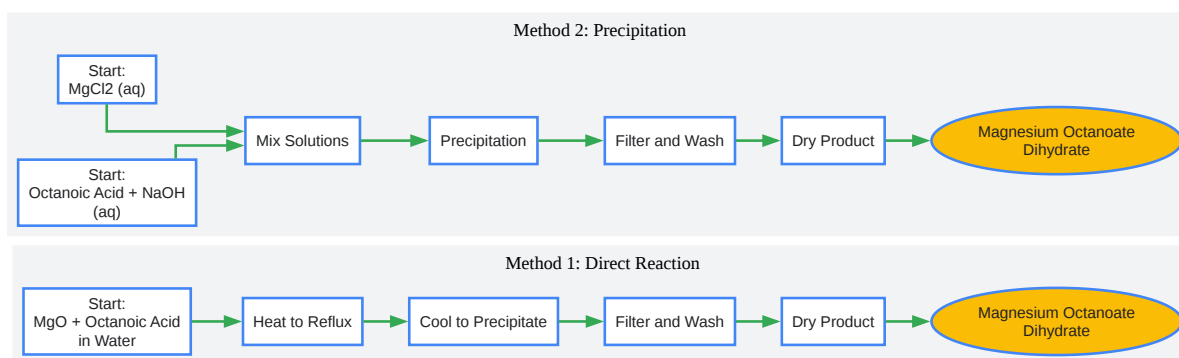 Method 2: Precipitation
Start:
MgCl2 (aq)
Start:
Octanoic Acid + NaOH
(aq)
Mix Solutions
Precipitation
Filter and Wash
Dry Product
Magnesium Octanoate
Dihydrate
Method 1: Direct Reaction
Start:
MgO + Octanoic Acid
in Water
Heat to Reflux
Cool to Precipitate
Filter and Wash
Dry Product
Magnesium Octanoate
Dihydrate